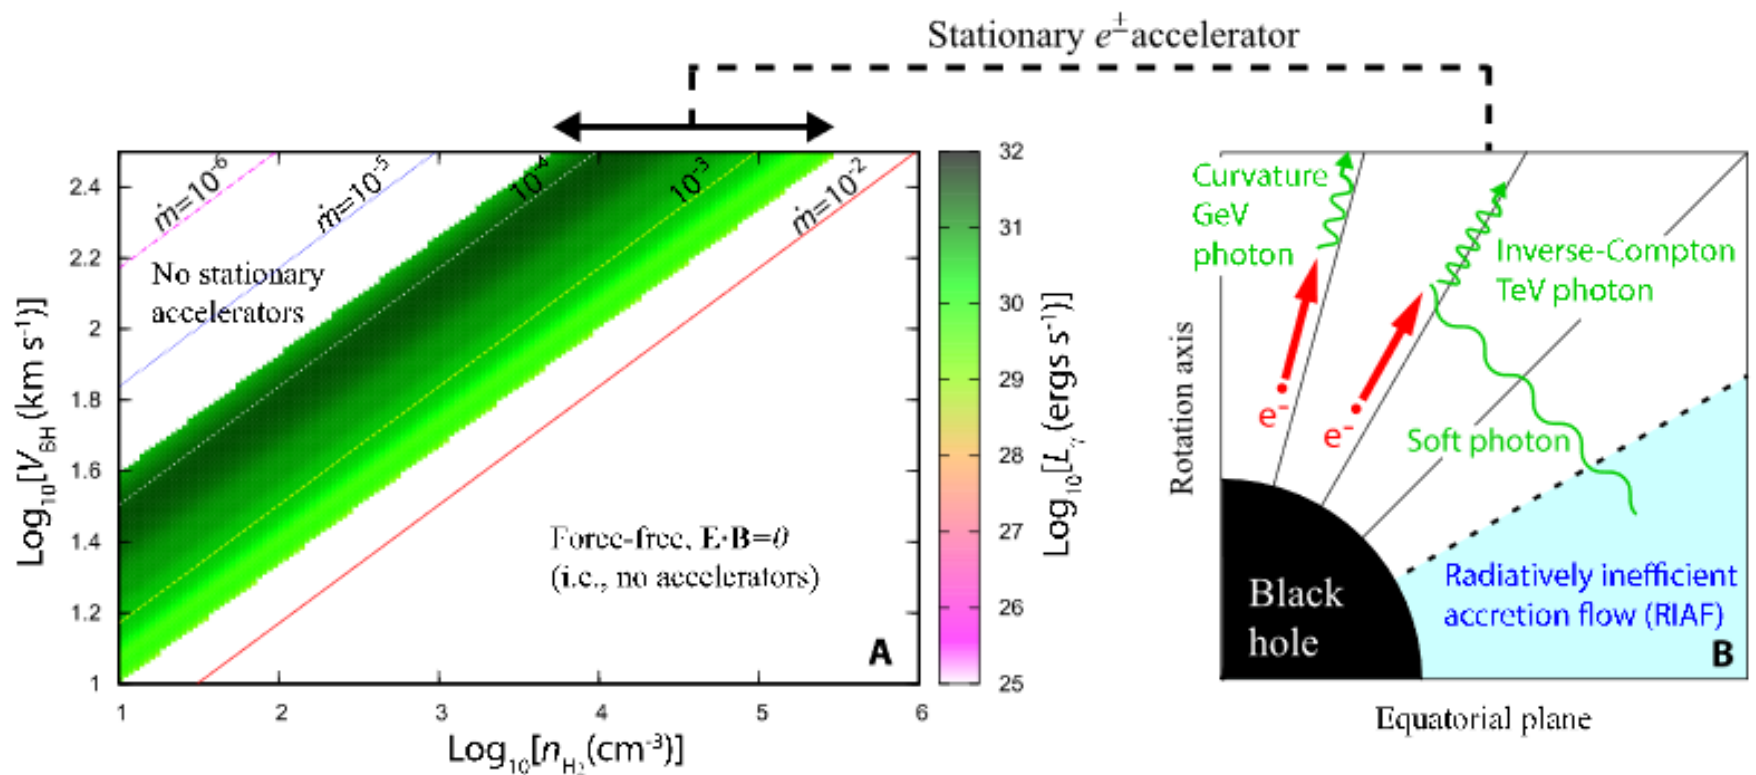 Stationary e± accelerator
Log₁₀[V_BH (km s⁻¹)]
2.4
2.2
2
1.8
1.6
1.4
1.2
1
ṁ=10⁻⁶
ṁ=10⁻⁵
10⁻⁴
10⁻³
ṁ=10⁻²
No stationary
accelerators
Force-free, E·B=0
(i.e., no accelerators)
A
1
2
3
4
5
6
Log₁₀[n_H₂(cm⁻³)]
32
31
30
29
28
27
26
25
Log₁₀[L_γ (ergs s⁻¹)]
Rotation axis
Curvature
GeV
photon
Inverse-Compton
TeV photon
e⁻
e⁻
Soft photon
Black
hole
Radiatively inefficient
accretion flow (RIAF)
B
Equatorial plane